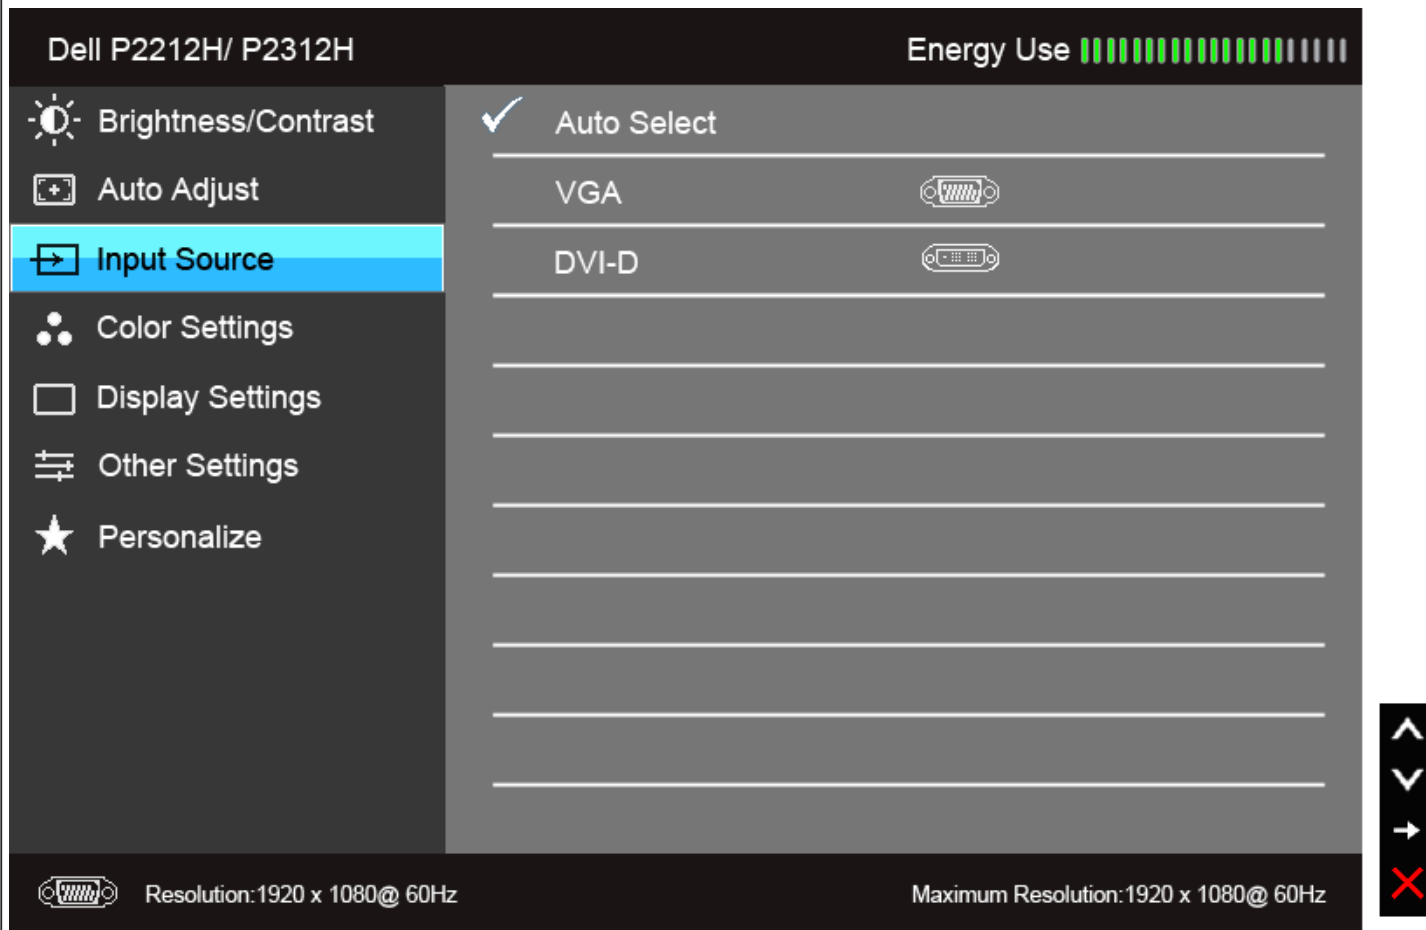 Dell P2212H/ P2312H
Energy Use
Brightness/Contrast
Auto Adjust
Input Source
Color Settings
Display Settings
Other Settings
Personalize
Auto Select
VGA
DVI-D
Resolution:1920 x 1080@ 60Hz
Maximum Resolution:1920 x 1080@ 60Hz